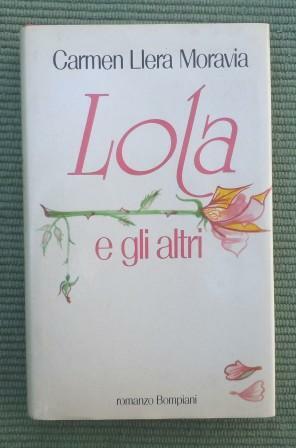 Carmen Llera Moravia
Lola
e gli altri
romanzo Bompiani